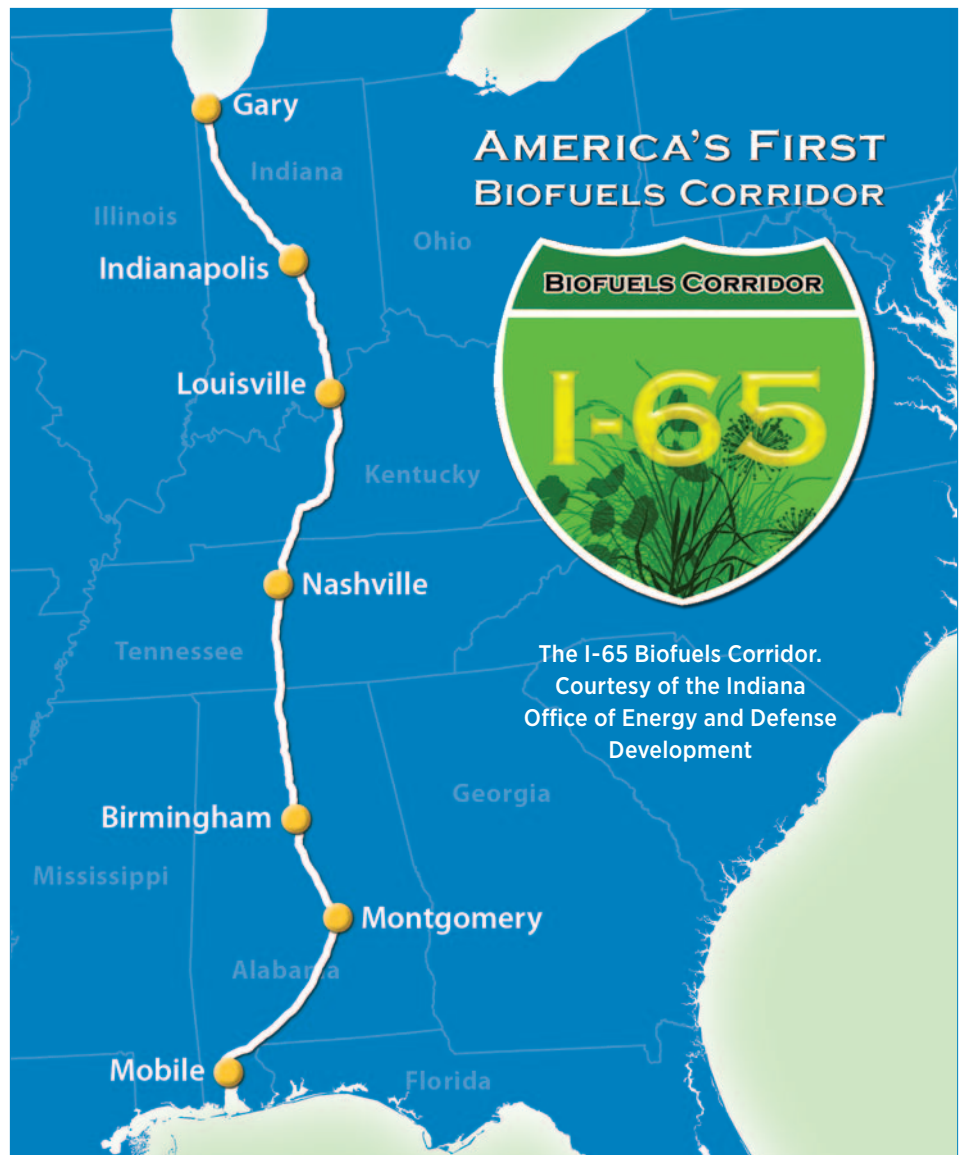 Gary
AMERICA'S FIRST
BIOFUELS CORRIDOR
Indiana
Illinois
Ohio
Indianapolis
BIOFUELS CORRIDOR
I-65
Louisville
Kentucky
Nashville
Tennessee
The I-65 Biofuels Corridor.
Courtesy of the Indiana
Office of Energy and Defense
Development
Georgia
Birmingham
Mississippi
Montgomery
Alabama
Mobile
Florida